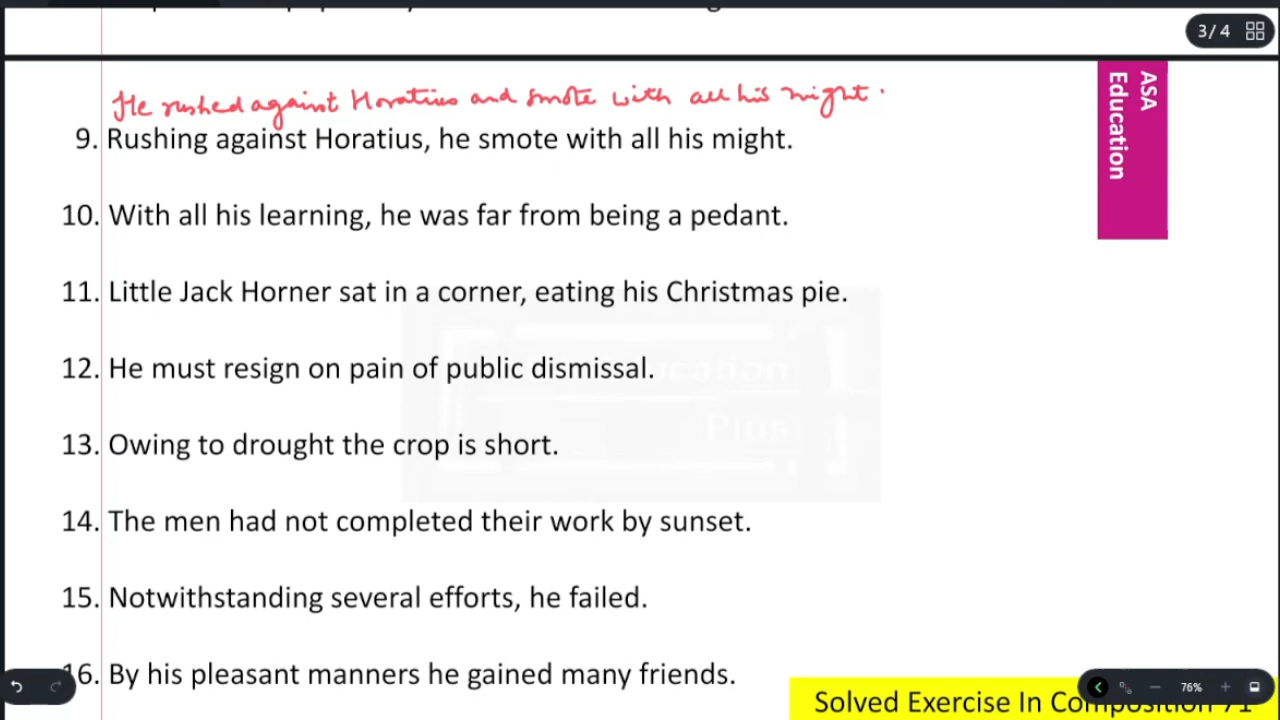 3/4
ASA
Education
He rushed against Horatius and smote with all his might.
9. Rushing against Horatius, he smote with all his might.
10. With all his learning, he was far from being a pedant.
11. Little Jack Horner sat in a corner, eating his Christmas pie.
12. He must resign on pain of public dismissal.
13. Owing to drought the crop is short.
14. The men had not completed their work by sunset.
15. Notwithstanding several efforts, he failed.
16. By his pleasant manners he gained many friends.
76%
Solved Exercise In Composition 71